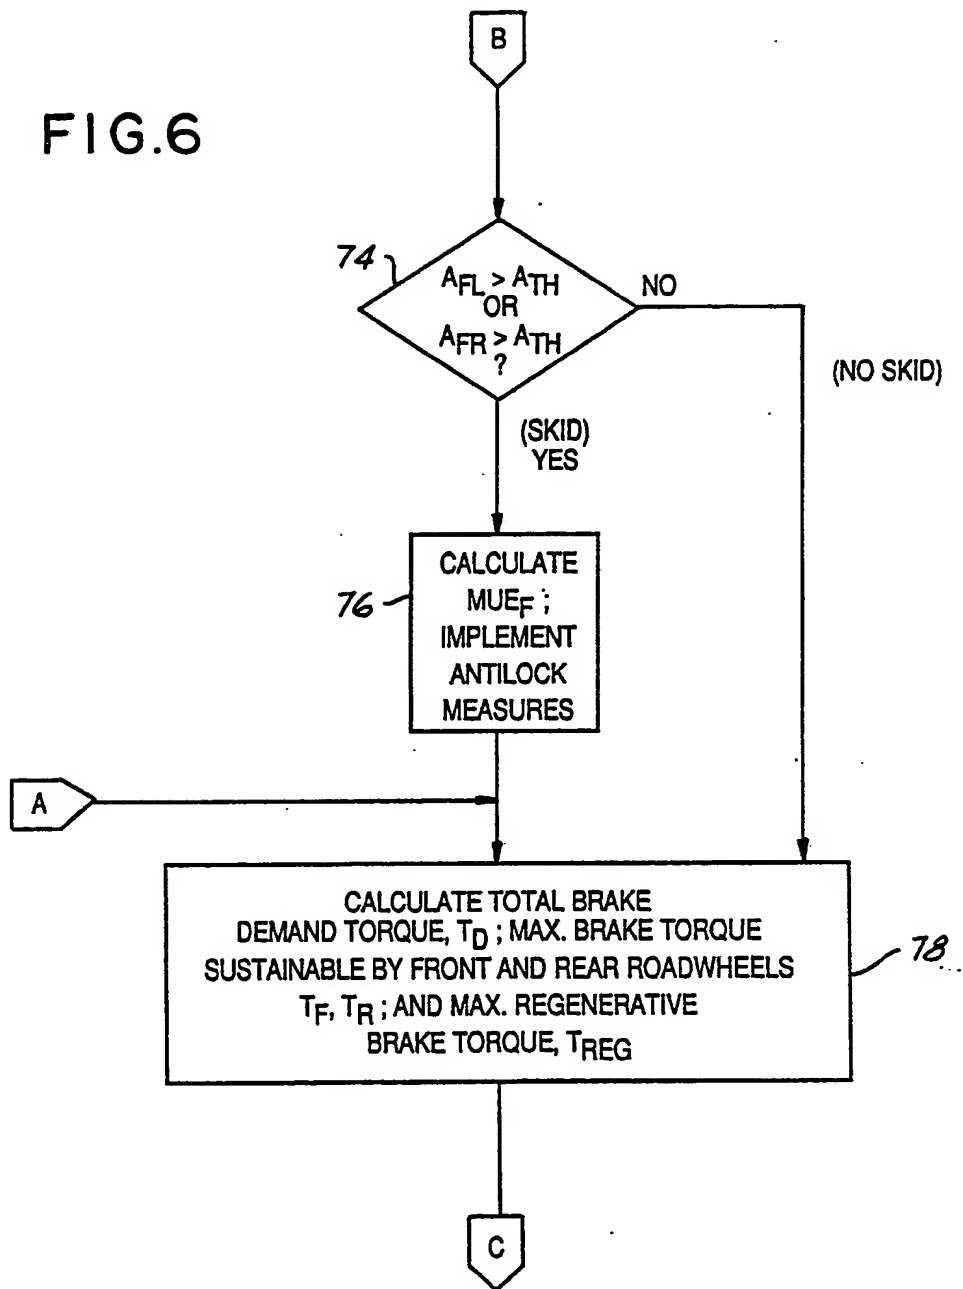 B
FIG.6
74
AFL > ATH
OR
AFR > ATH
?
NO
(NO SKID)
(SKID)
YES
76
CALCULATE
MUEF ;
IMPLEMENT
ANTILOCK
MEASURES
A
CALCULATE TOTAL BRAKE
DEMAND TORQUE, TD ; MAX. BRAKE TORQUE
SUSTAINABLE BY FRONT AND REAR ROADWHEELS
TF, TR ; AND MAX. REGENERATIVE
BRAKE TORQUE, TREG
78
C